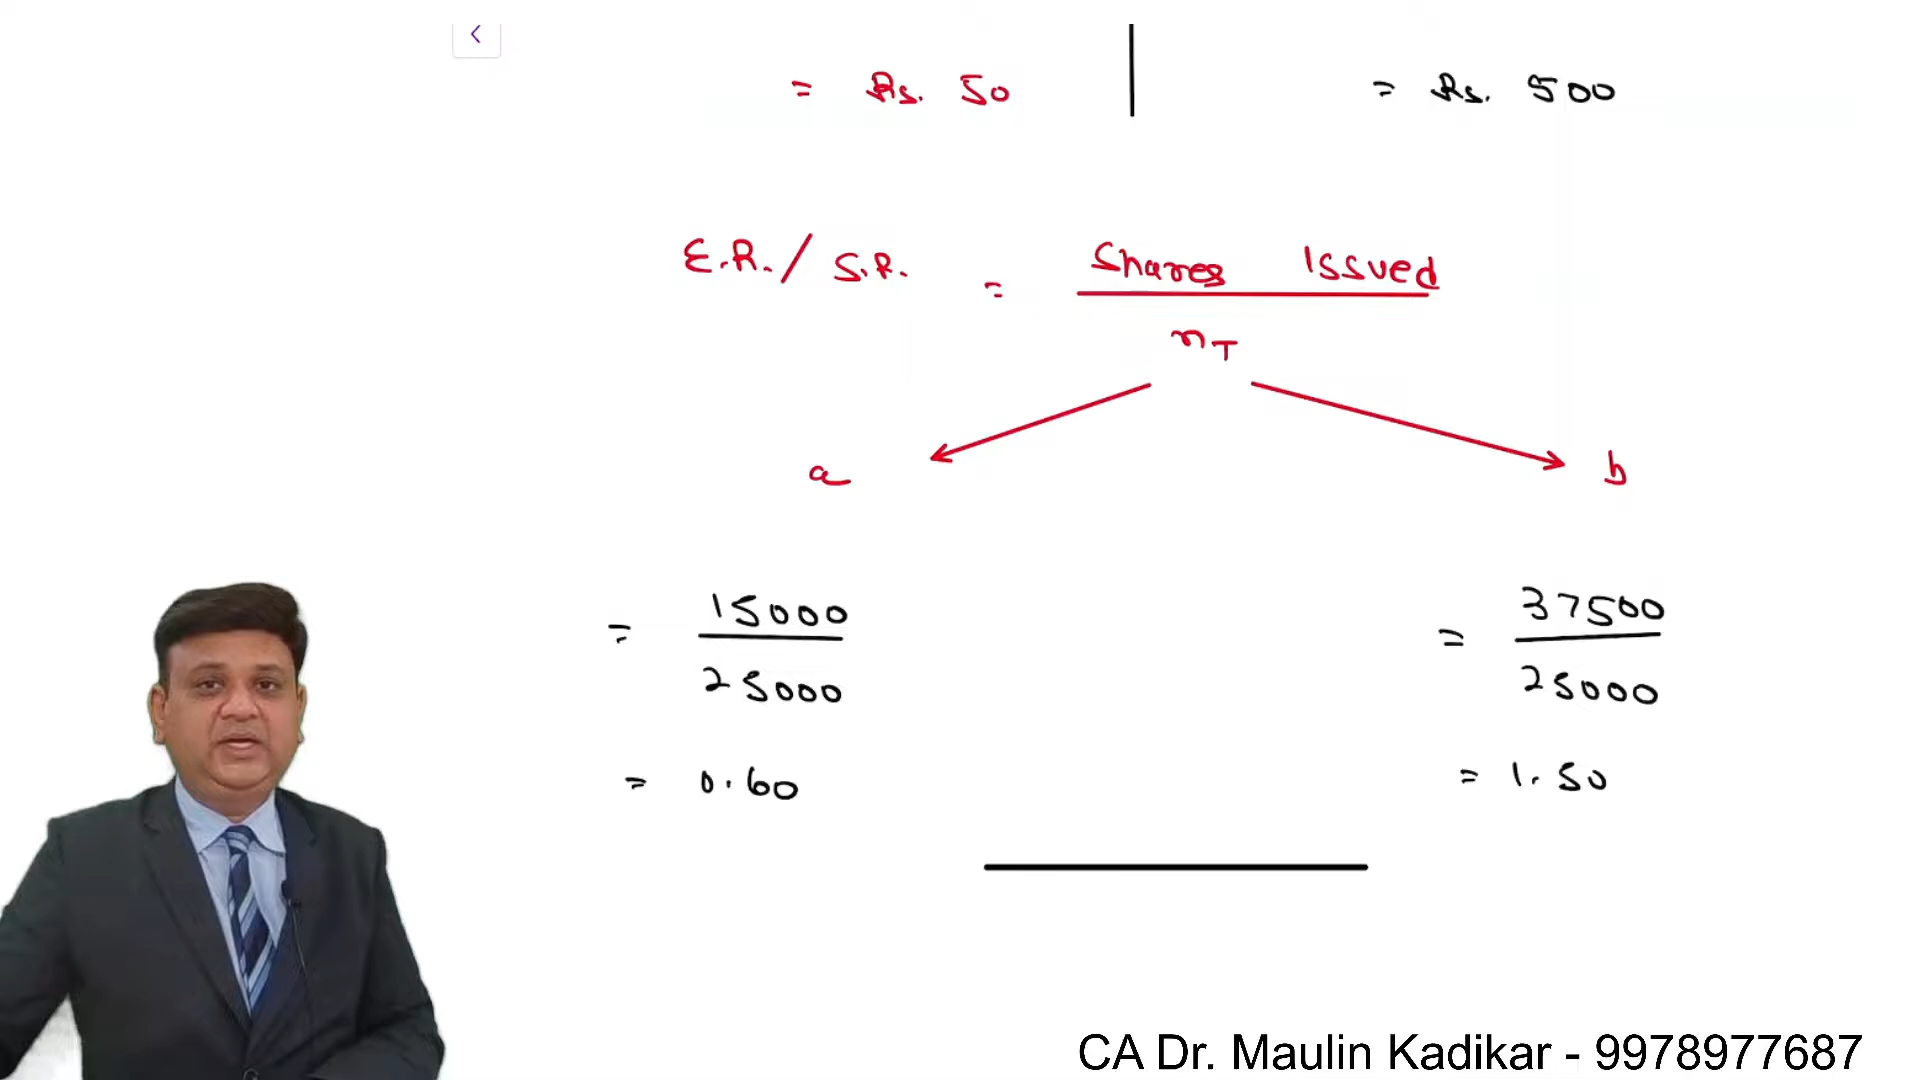 = Rs. 50
= Rs. 500
E.R./ S.R. = Shares Issued
n T
a
b
= 15000
25000
= 37500
25000
= 0.60
= 1.50
CA Dr. Maulin Kadikar - 9978977687